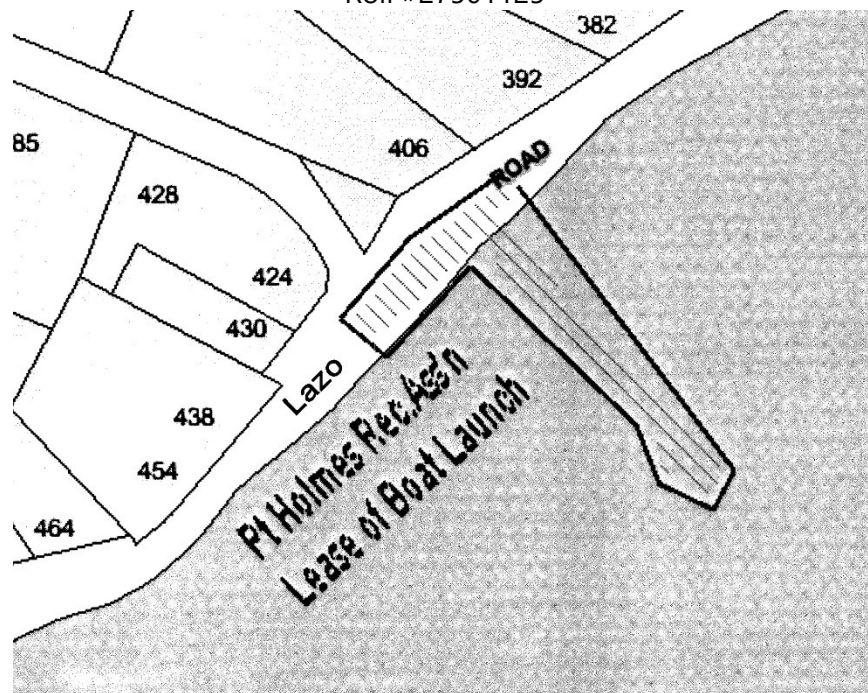 382
392
85
406
ROAD
428
424
430
Lazo
438
454
464
Pt Holmes Rec.Ass'n
Lease of Boat Launch